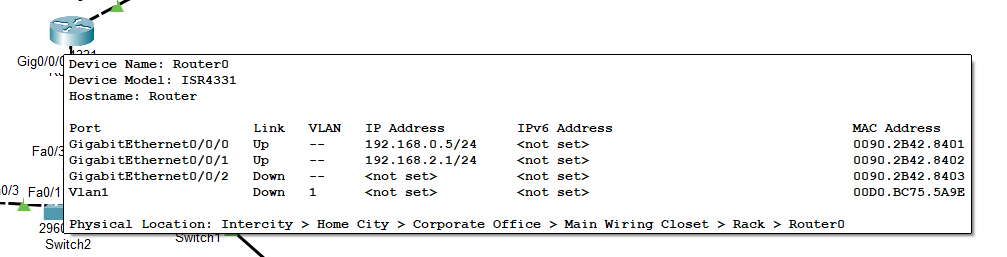 Gig0/0/0
Device Name: Router0
Device Model: ISR4331
Hostname: Router
Port Link VLAN IP Address IPv6 Address MAC Address
GigabitEthernet0/0/0 Up -- 192.168.0.5/24 <not set> 0090.2B42.8401
GigabitEthernet0/0/1 Up -- 192.168.2.1/24 <not set> 0090.2B42.8402
GigabitEthernet0/0/2 Down -- <not set> <not set> 0090.2B42.8403
Vlan1 Down 1 <not set> <not set> 00D0.BC75.5A9E
Physical Location: Intercity > Home City > Corporate Office > Main Wiring Closet > Rack > Router0
Fa0/3
0/3 Fa0/1
2960
Switch2
Switch1